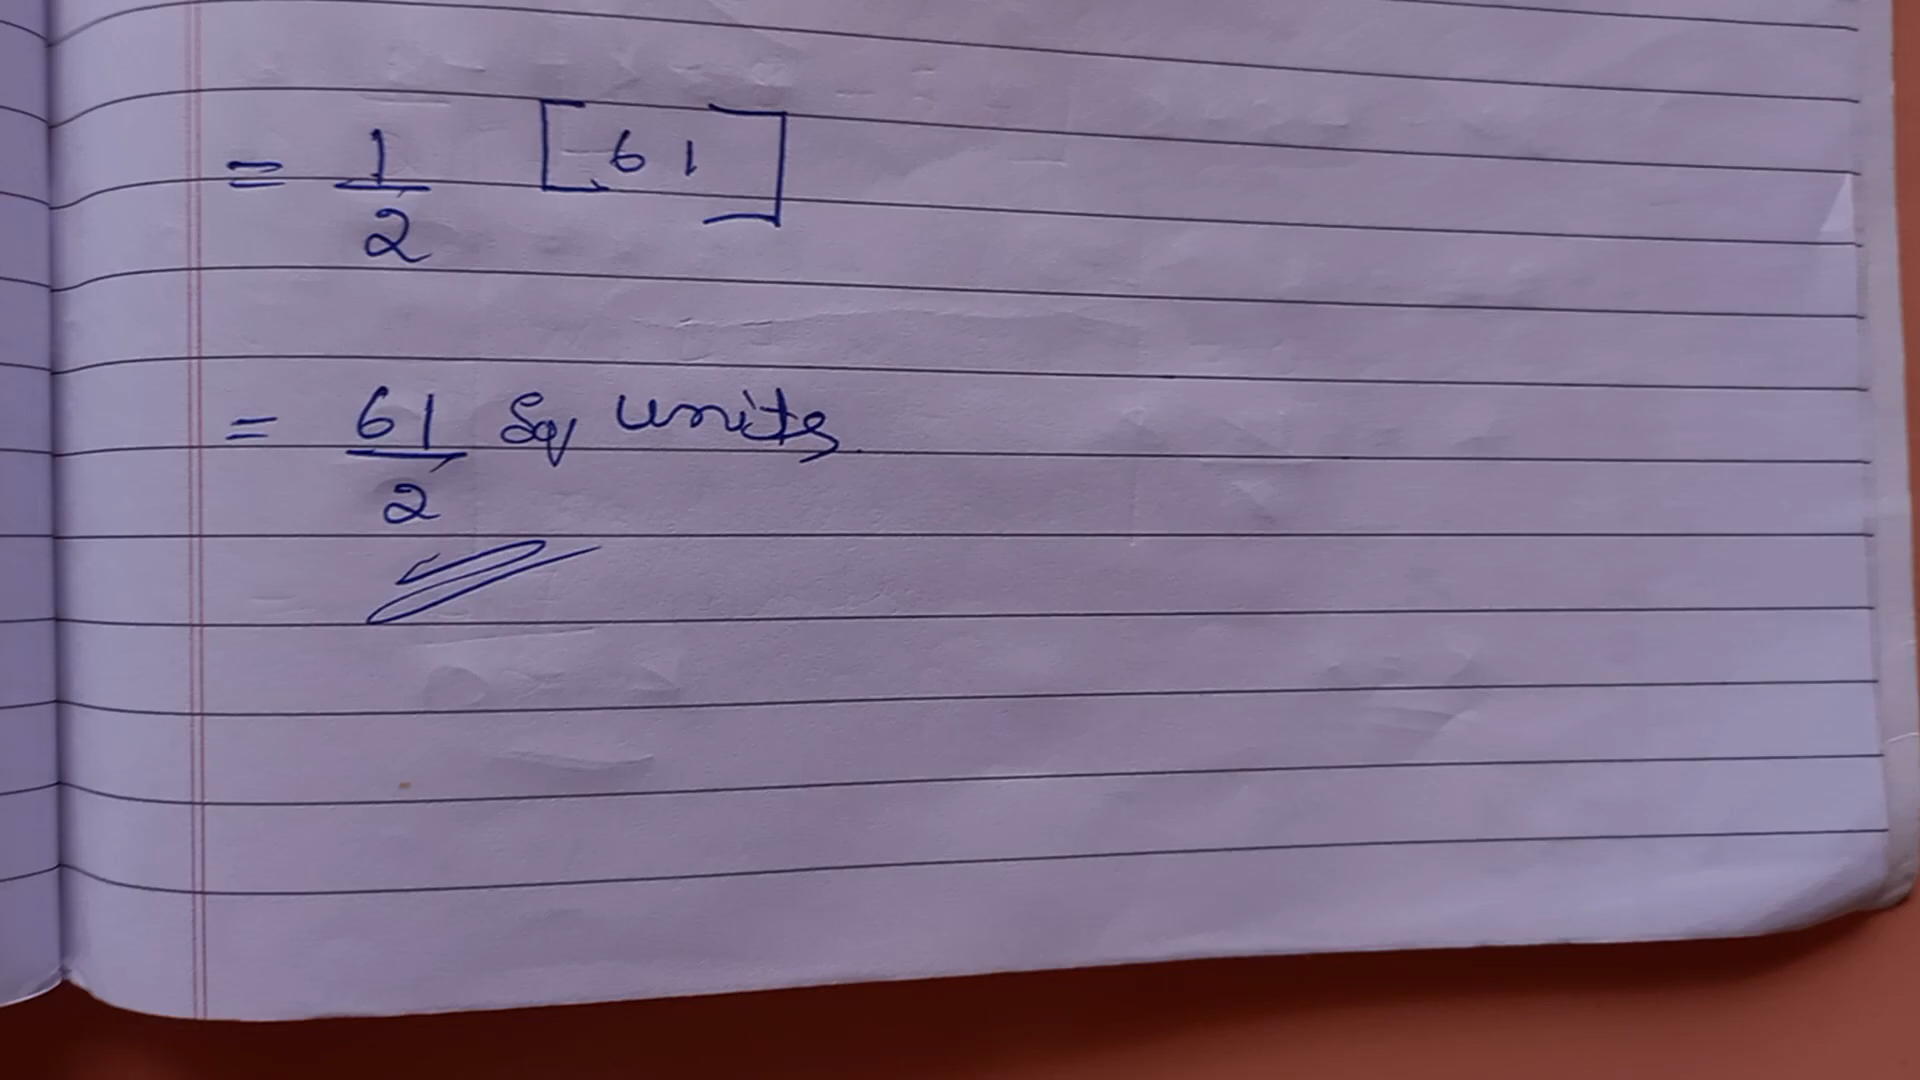 = 1/2 [61]
= 61/2 Sq units.